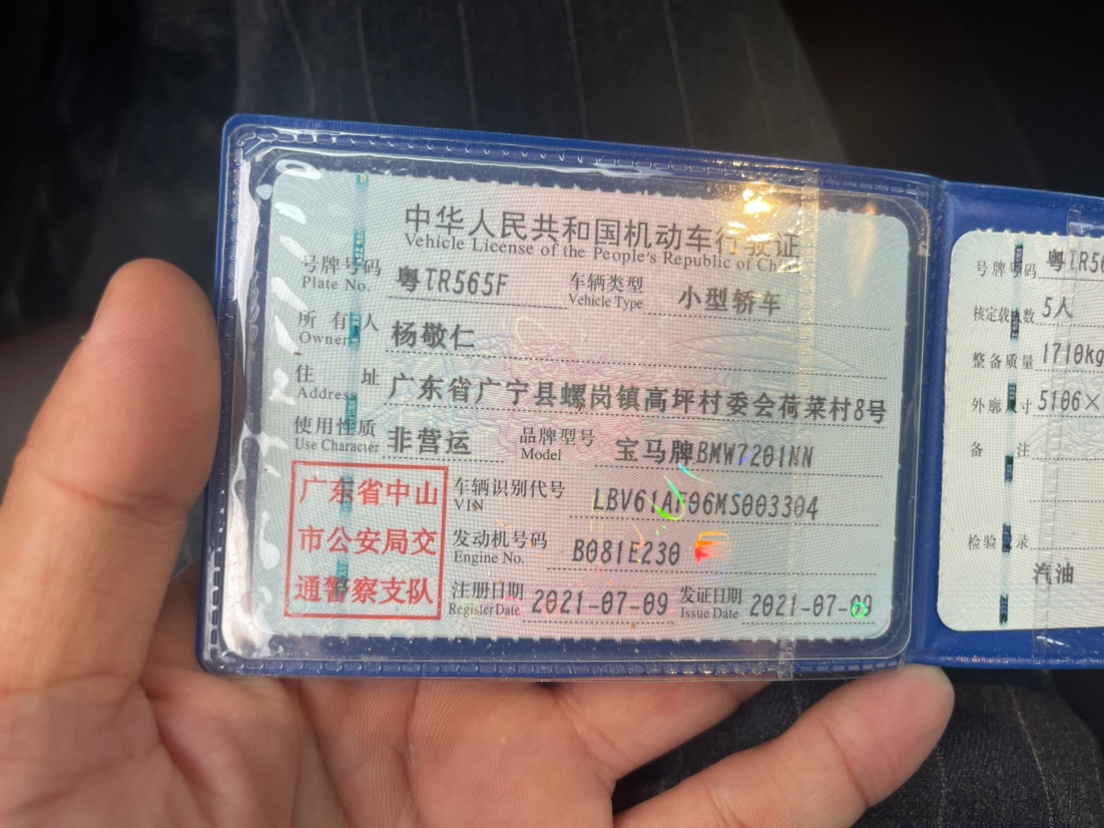 中华人民共和国机动车行驶证
Vehicle License of the People's Republic of China
号牌号码 粤TR565F 车辆类型 小型轿车
Plate No. Vehicle Type
所有人 杨敬仁
Owner
住址 广东省广宁县螺岗镇高坪村委会荷菜村8号
Address
使用性质 非营运 品牌型号 宝马牌BMW7201NN
Use Character Model
广东省中山
市公安局交
通警察支队
车辆识别代号 LBV61AF06MS003304
VIN
发动机号码 B081E230
Engine No.
注册日期 2021-07-09 发证日期 2021-07-09
Register Date Issue Date
号牌号码 粤TR56
核定载人数 5人
整备质量 1710kg
外廓尺寸 5106×
备注
检验记录
汽油